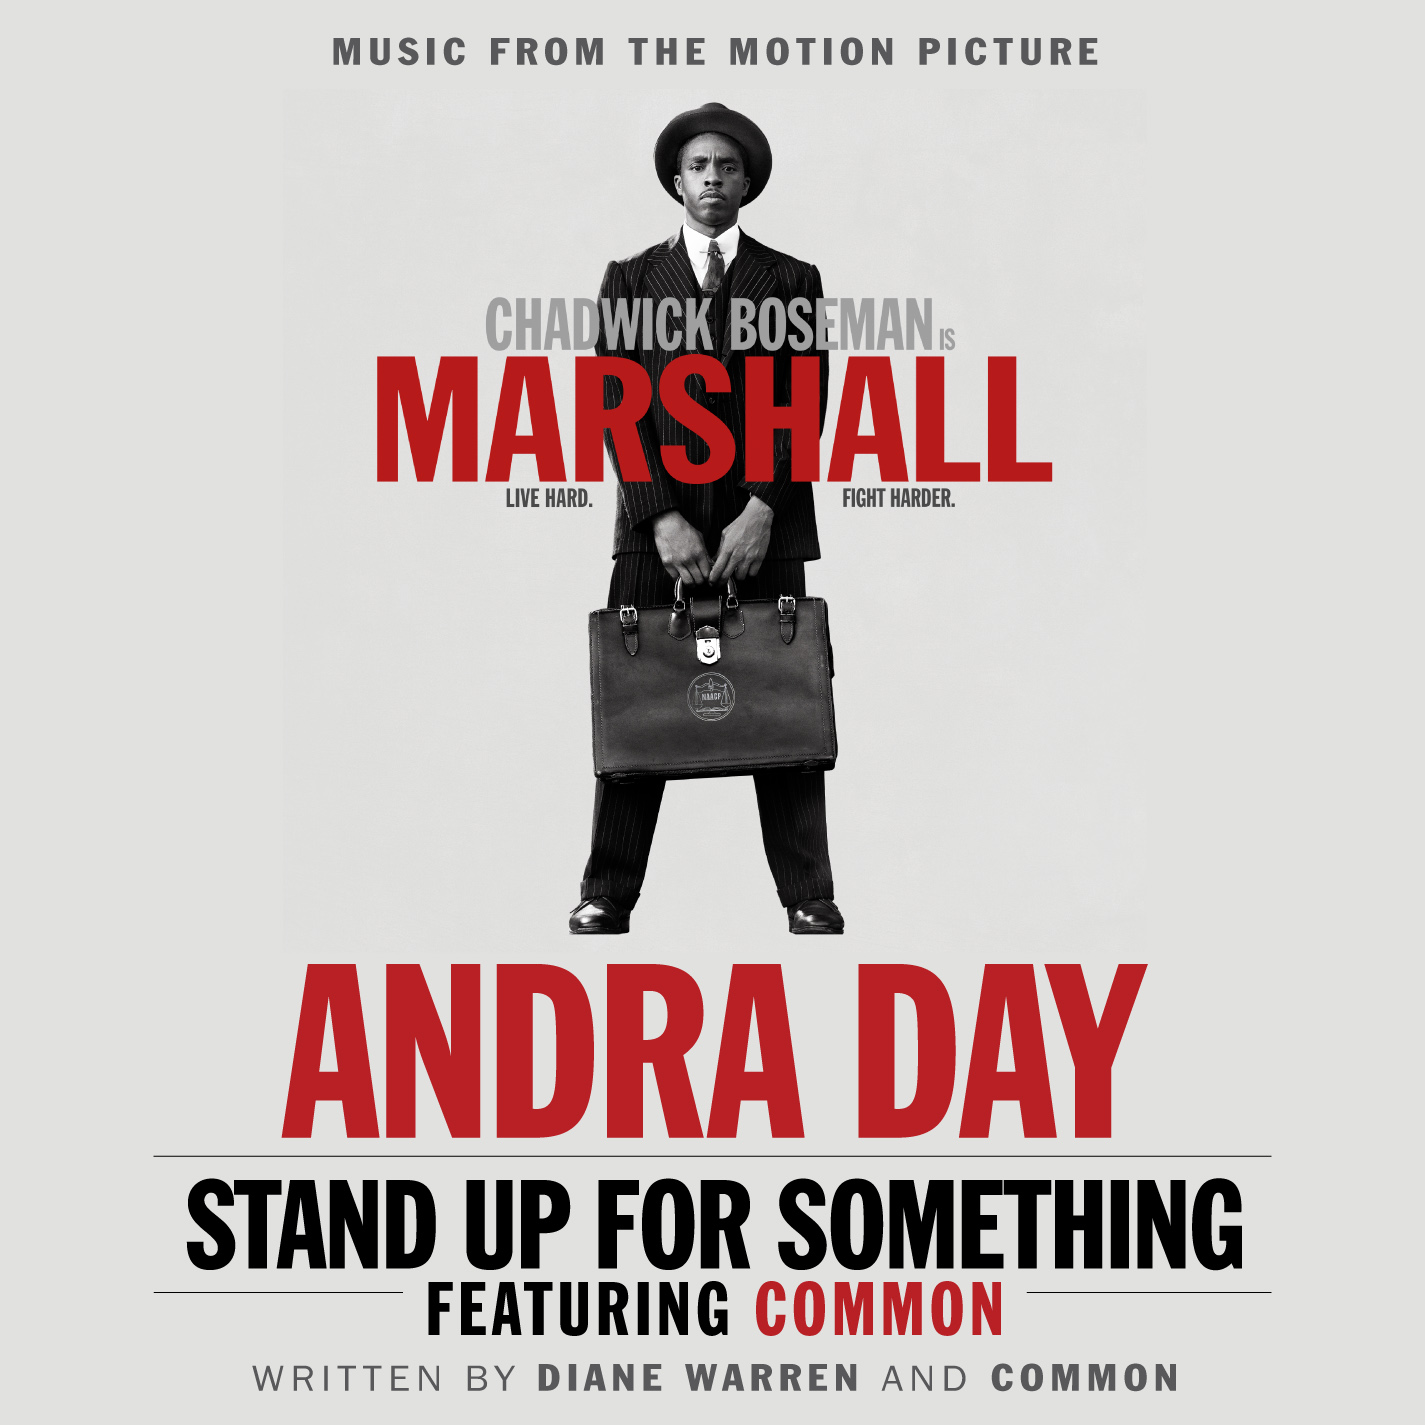 MUSIC FROM THE MOTION PICTURE
CHADWICK BOSEMAN IS
MARSHALL
LIVE HARD. FIGHT HARDER.
NAACP
ANDRA DAY
STAND UP FOR SOMETHING
FEATURING COMMON
WRITTEN BY DIANE WARREN AND COMMON